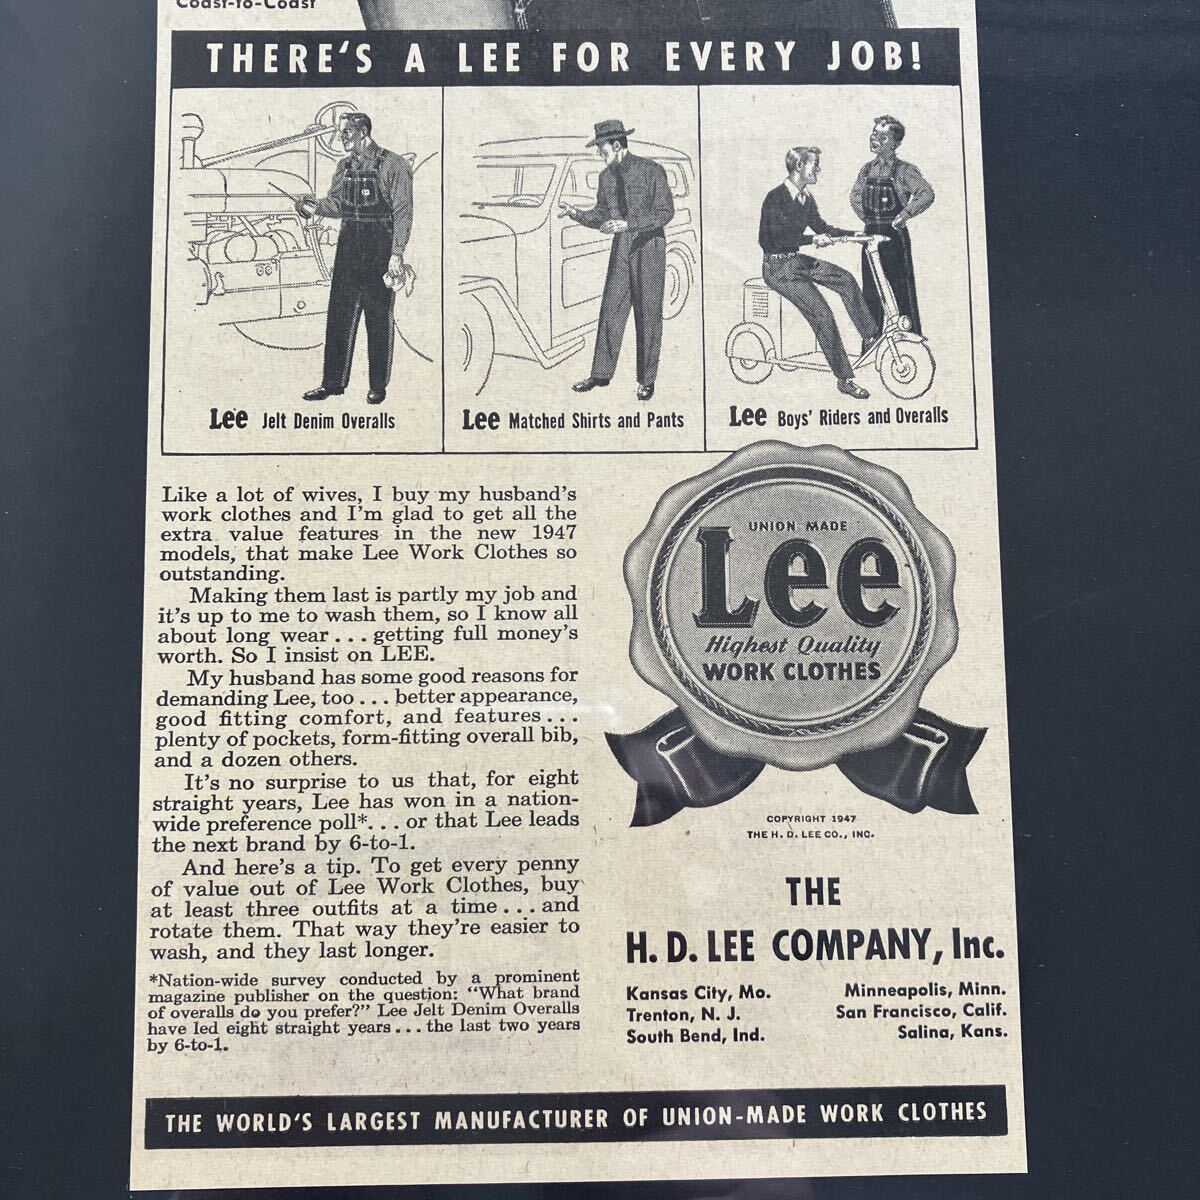 Coast-to-Coast
THERE'S A LEE FOR EVERY JOB!
Lee Jelt Denim Overalls
Lee Matched Shirts and Pants
Lee Boys' Riders and Overalls
Like a lot of wives, I buy my husband's
work clothes and I'm glad to get all the
extra value features in the new 1947
models, that make Lee Work Clothes so
outstanding.
Making them last is partly my job and
it's up to me to wash them, so I know all
about long wear... getting full money's
worth. So I insist on LEE.
My husband has some good reasons for
demanding Lee, too... better appearance,
good fitting comfort, and features...
plenty of pockets, form-fitting overall bib,
and a dozen others.
It's no surprise to us that, for eight
straight years, Lee has won in a nation-
wide preference poll*... or that Lee leads
the next brand by 6-to-1.
And here's a tip. To get every penny
of value out of Lee Work Clothes, buy
at least three outfits at a time... and
rotate them. That way they're easier to
wash, and they last longer.
*Nation-wide survey conducted by a prominent
magazine publisher on the question: "What brand
of overalls do you prefer?" Lee Jelt Denim Overalls
have led eight straight years... the last two years
by 6-to-1.
UNION MADE
Lee
Highest Quality
WORK CLOTHES
COPYRIGHT 1947
THE H. D. LEE CO., INC.
THE
H. D. LEE COMPANY, Inc.
Kansas City, Mo.
Trenton, N. J.
South Bend, Ind.
Minneapolis, Minn.
San Francisco, Calif.
Salina, Kans.
THE WORLD'S LARGEST MANUFACTURER OF UNION-MADE WORK CLOTHES